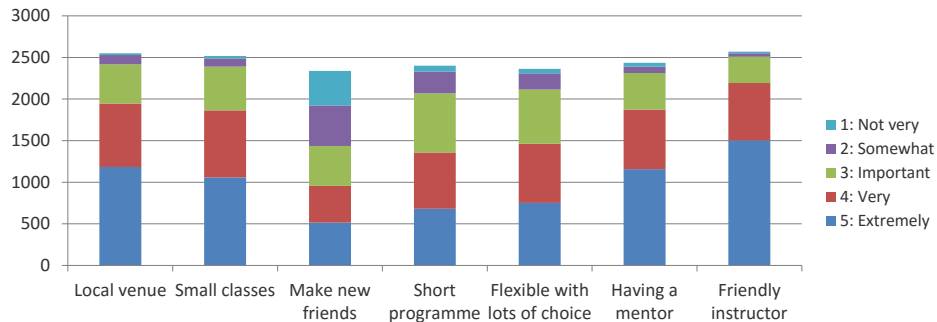 3000
2500
2000
1500
1000
500
0
Local venue
Small classes
Make new
friends
Short
programme
Flexible with
lots of choice
Having a
mentor
Friendly
instructor
1: Not very
2: Somewhat
3: Important
4: Very
5: Extremely